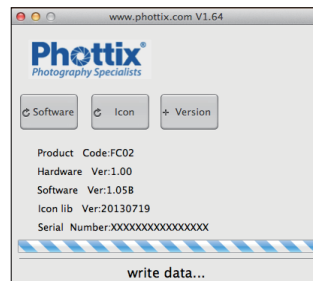 www.phottix.com V1.64
Phottix®
Photography Specialists
Software Icon + Version
Product Code:FC02
Hardware Ver:1.00
Software Ver:1.05B
Icon lib Ver:20130719
Serial Number:XXXXXXXXXXXXXXX
write data...